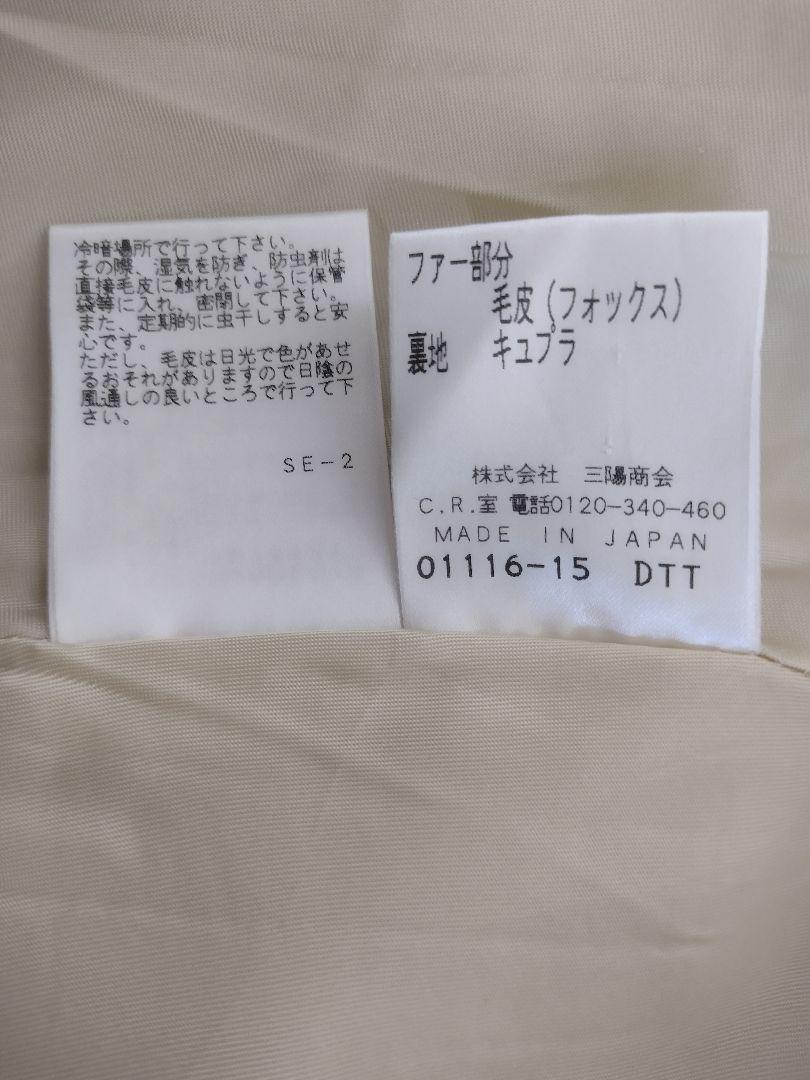 冷暗場所で行って下さい。
その際、湿気を防ぎ、防虫剤は
直接毛皮に触れないように保管
袋等に入れ、密閉して下さい。
また、定期的に虫干しすると安
心です。
ただし、毛皮は日光で色があせ
るおそれがありますので日陰の
風通しの良いところで行って下
さい。
SE-2
ファー部分
毛皮(フォックス)
裏地 キュプラ
株式会社 三陽商会
C.R.室 電話0120-340-460
MADE IN JAPAN
01116-15 DTT